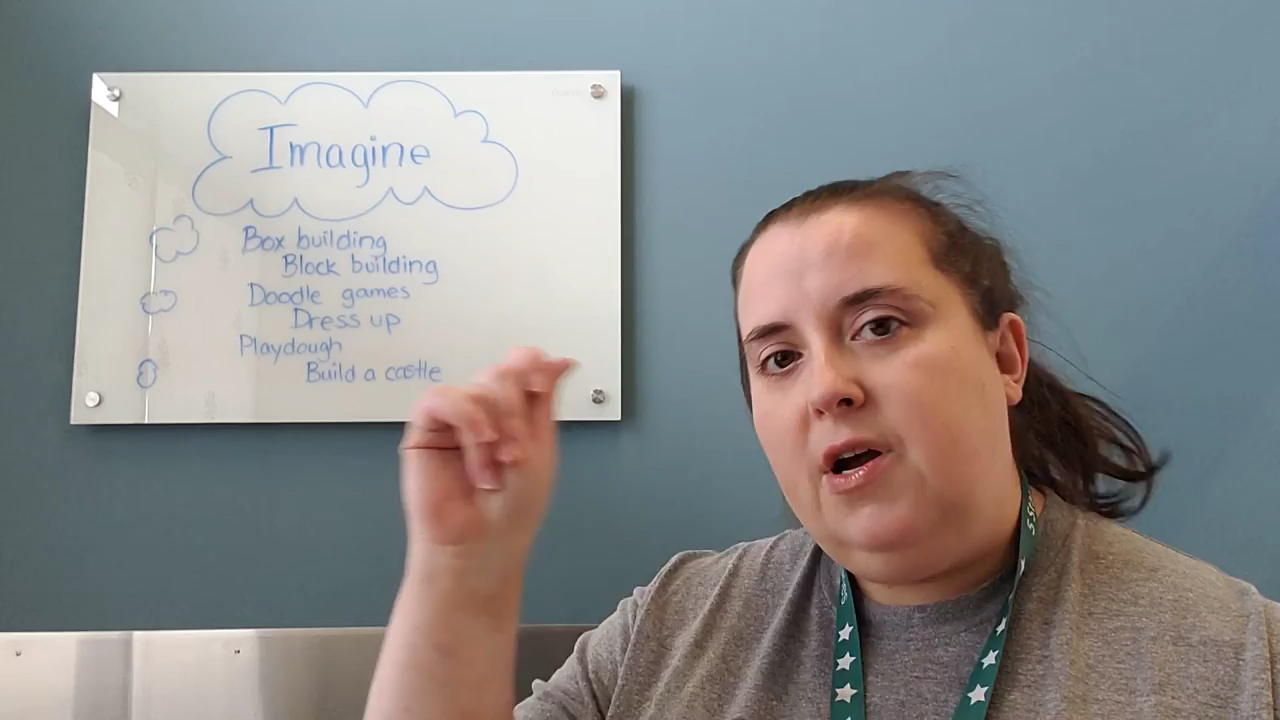 Imagine
Box building
Block building
Doodle games
Dress up
Playdough
Build a castle